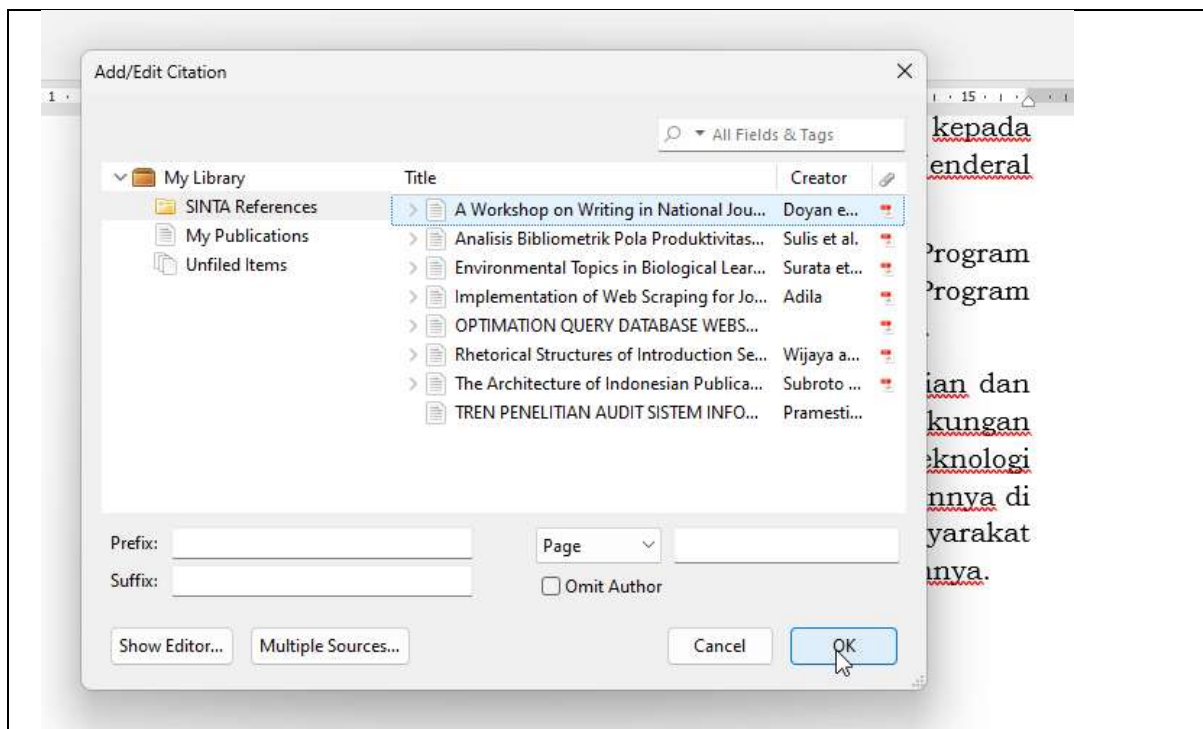 Add/Edit Citation
1
15
All Fields & Tags
kepada
enderal
My Library
Title
Creator
SINTA References
A Workshop on Writing in National Jou... Doyan e...
My Publications
Analisis Bibliometrik Pola Produktivitas... Sulis et al.
Unfiled Items
Environmental Topics in Biological Lear... Surata et...
Program
Implementation of Web Scraping for Jo... Adila
Program
OPTIMATION QUERY DATABASE WEBS...
Rhetorical Structures of Introduction Se... Wijaya a...
The Architecture of Indonesian Publica... Subroto ...
ian dan
TREN PENELITIAN AUDIT SISTEM INFO... Pramesti...
kungan
eknologi
nnya di
Prefix:
Page
yarakat
Suffix:
Omit Author
nnya.
Show Editor...
Multiple Sources...
Cancel
OK